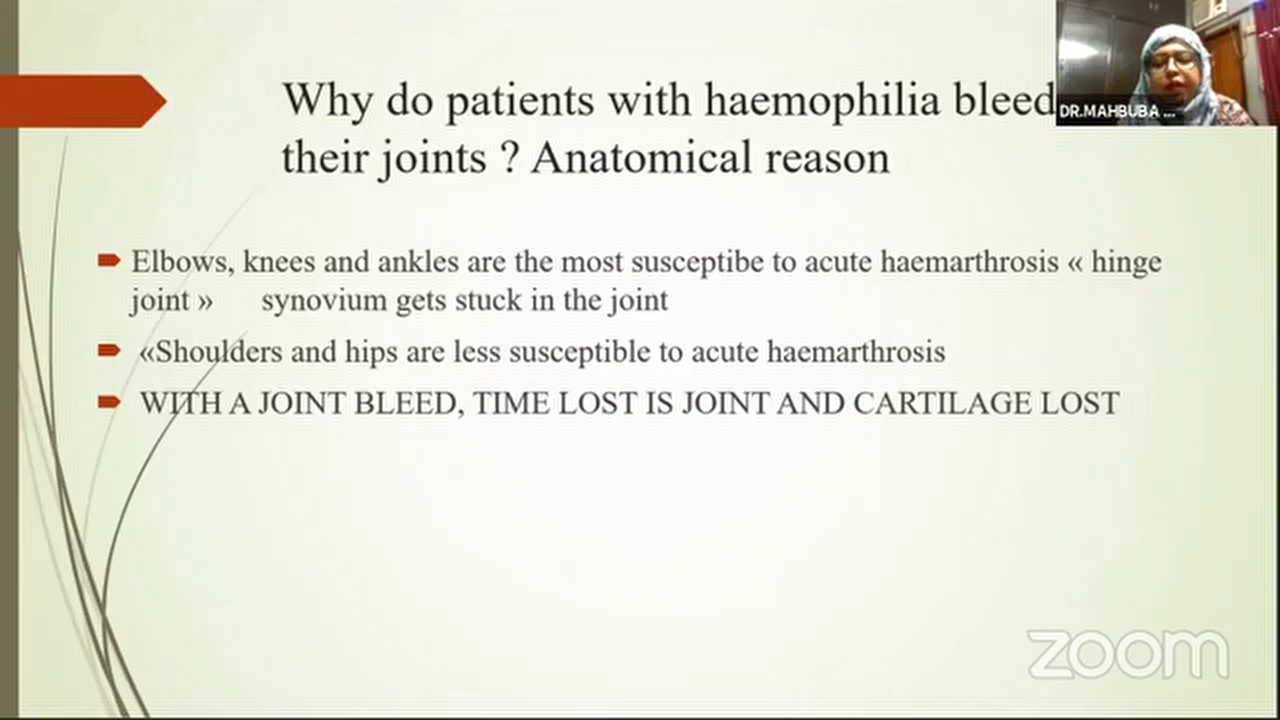 Why do patients with haemophilia bleed
their joints ? Anatomical reason
DR.MAHBUBA ...
Elbows, knees and ankles are the most susceptibe to acute haemarthrosis « hinge
joint » synovium gets stuck in the joint
«Shoulders and hips are less susceptible to acute haemarthrosis
WITH A JOINT BLEED, TIME LOST IS JOINT AND CARTILAGE LOST
zoom